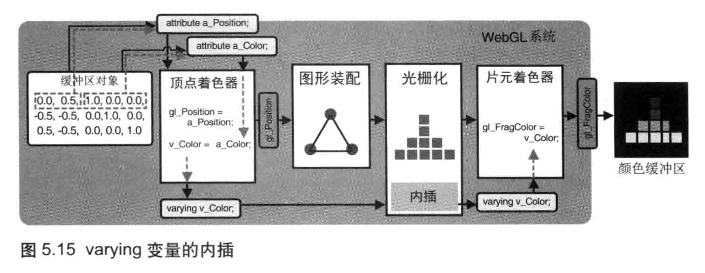 attribute a_Position;
attribute a_Color;
WebGL系统
缓冲区对象
0.0, 0.5, 1.0, 0.0, 0.0,
-0.5, -0.5, 0.0,1.0, 0.0,
0.5, -0.5, 0.0, 0.0, 1.0
顶点着色器
gl_Position =
a_Position;
v_Color = a_Color;
gl_Position
图形装配
光栅化
内插
片元着色器
gl_FragColor =
v_Color;
gl_FragColor
颜色缓冲区
varying v_Color;
varying v_Color;
图 5.15 varying 变量的内插